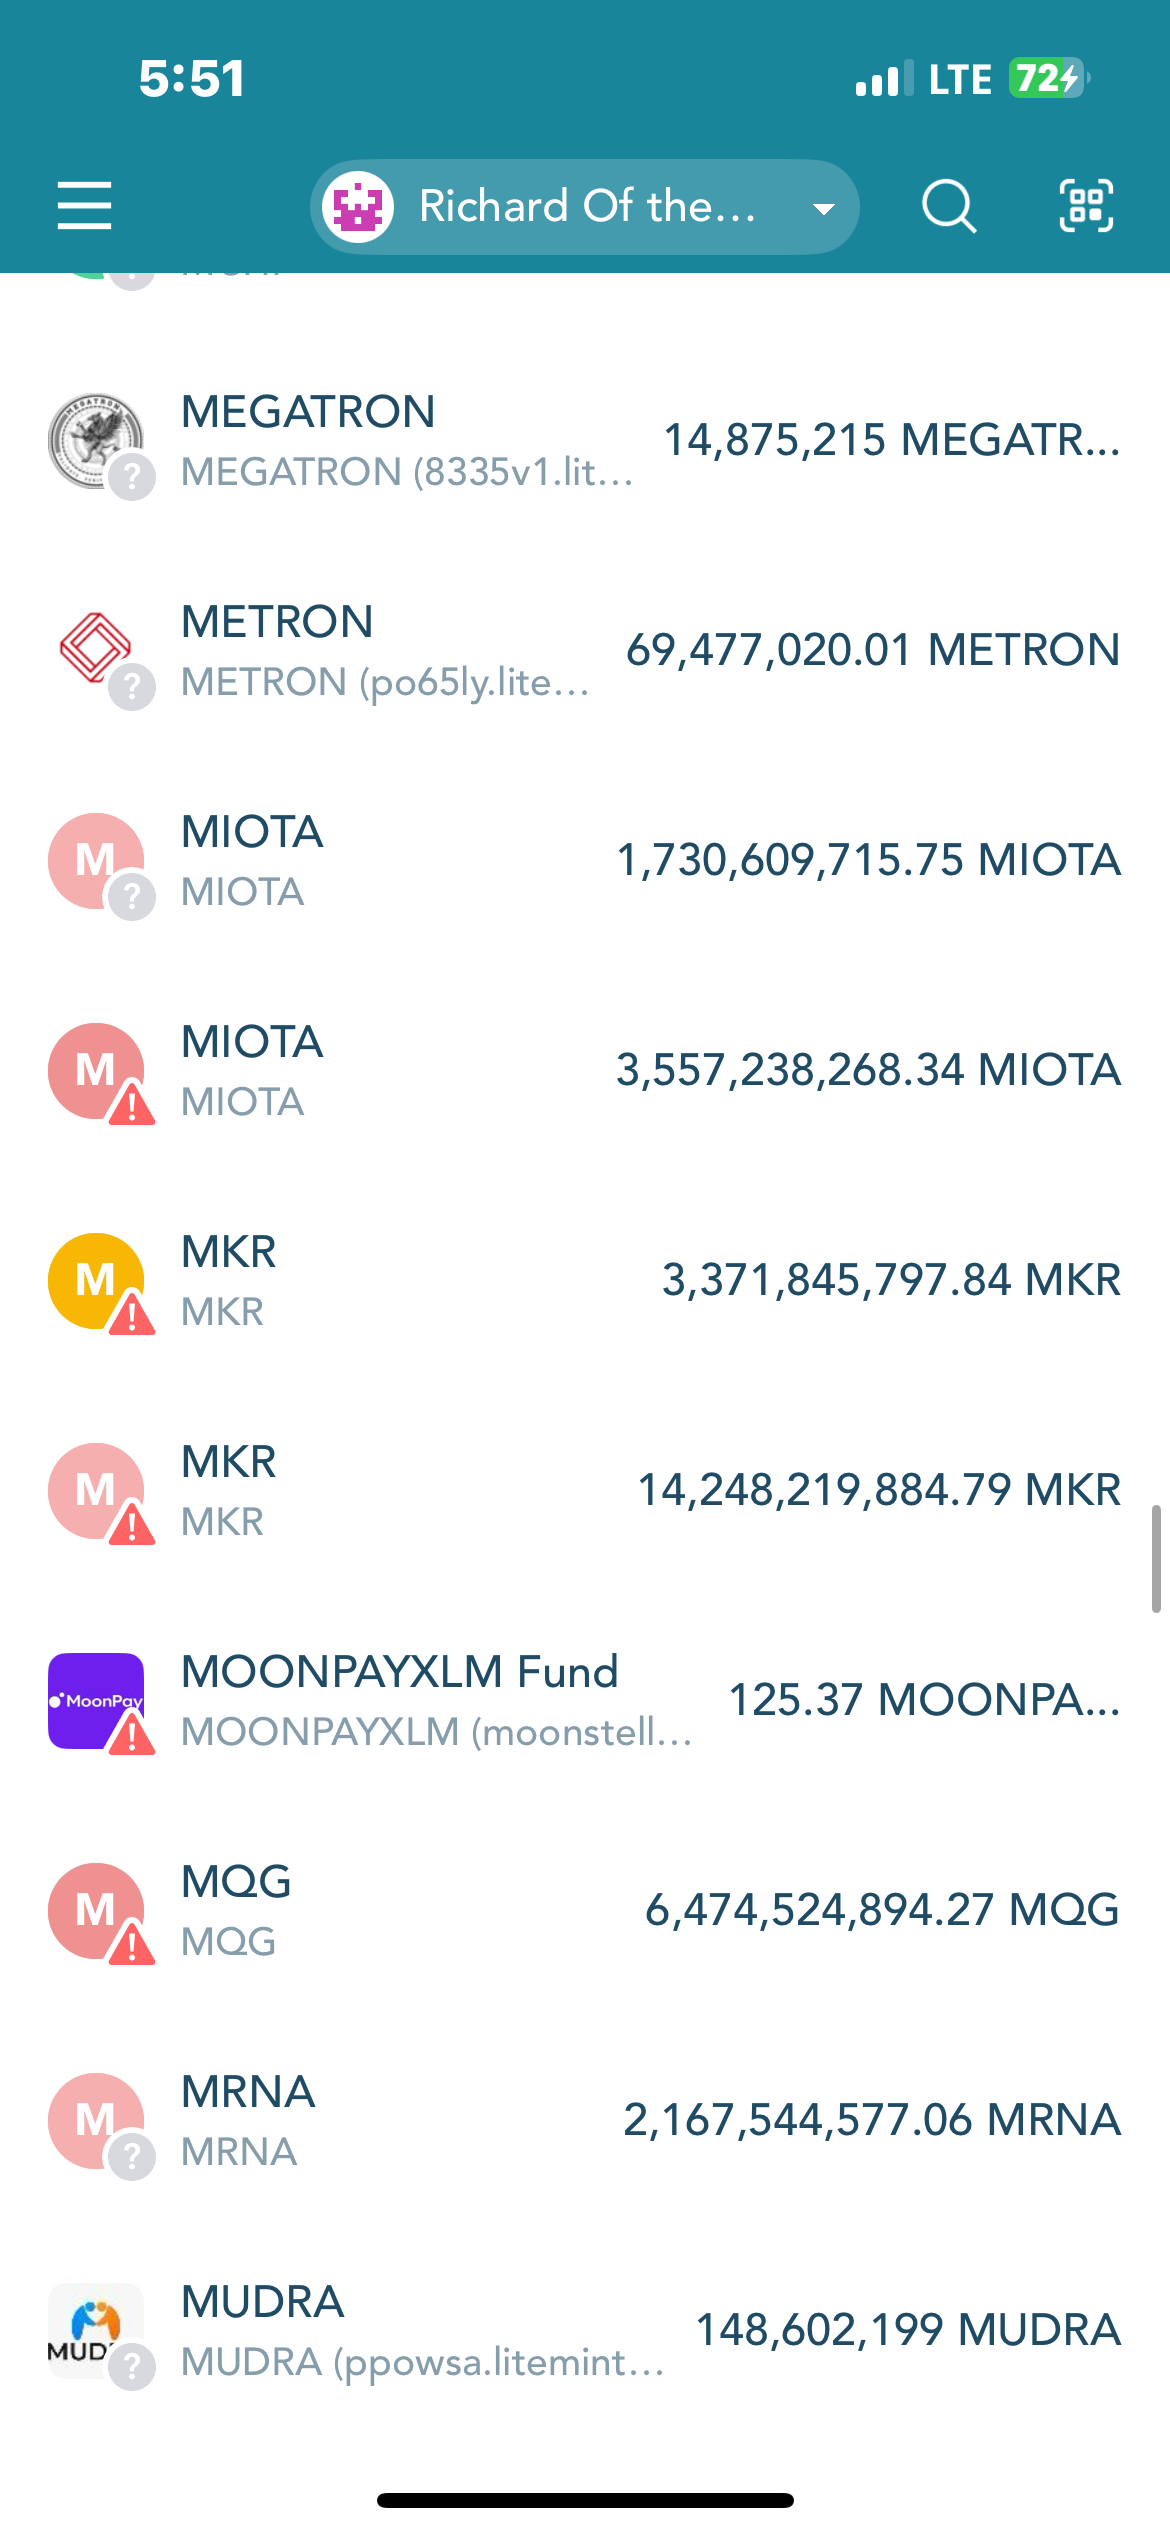 5:51
LTE 72
Richard Of the...
MEGATRON
14,875,215 MEGATR...
MEGATRON (8335v1.lit...
METRON
69,477,020.01 METRON
METRON (po65ly.lite...
M
?
MIOTA
1,730,609,715.75 MIOTA
MIOTA
M
!
MIOTA
3,557,238,268.34 MIOTA
MIOTA
M
!
MKR
3,371,845,797.84 MKR
MKR
M
!
MKR
14,248,219,884.79 MKR
MKR
MoonPay
!
MOONPAYXLM Fund
125.37 MOONPA...
MOONPAYXLM (moonstell...
M
!
MQG
6,474,524,894.27 MQG
MQG
M
?
MRNA
2,167,544,577.06 MRNA
MRNA
MUDRA
148,602,199 MUDRA
MUDRA (ppowsa.litemint...